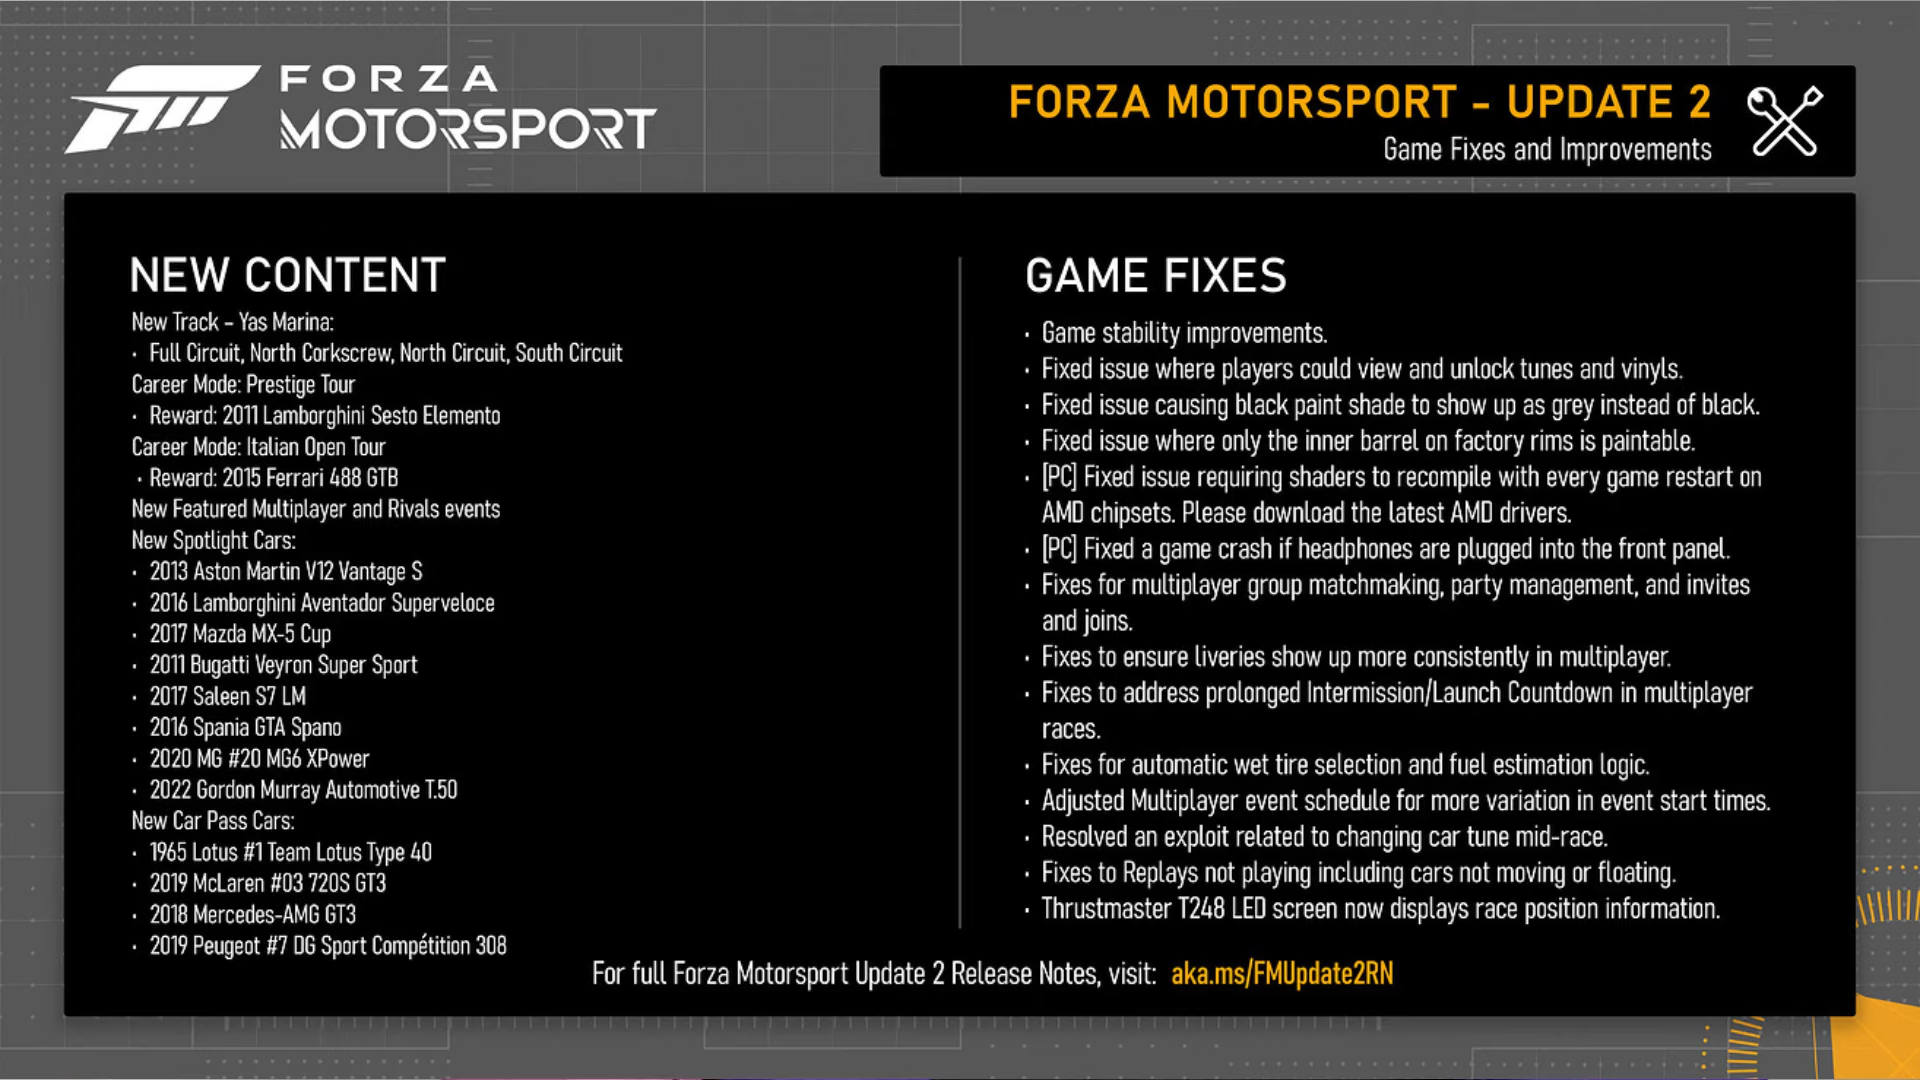 FORZA
MOTORSPORT
FORZA MOTORSPORT - UPDATE 2
Game Fixes and Improvements
NEW CONTENT
New Track – Yas Marina:
· Full Circuit, North Corkscrew, North Circuit, South Circuit
Career Mode: Prestige Tour
· Reward: 2011 Lamborghini Sesto Elemento
Career Mode: Italian Open Tour
· Reward: 2015 Ferrari 488 GTB
New Featured Multiplayer and Rivals events
New Spotlight Cars:
· 2013 Aston Martin V12 Vantage S
· 2016 Lamborghini Aventador Superveloce
· 2017 Mazda MX-5 Cup
· 2011 Bugatti Veyron Super Sport
· 2017 Saleen S7 LM
· 2016 Spania GTA Spano
· 2020 MG #20 MG6 XPower
· 2022 Gordon Murray Automotive T.50
New Car Pass Cars:
· 1965 Lotus #1 Team Lotus Type 40
· 2019 McLaren #03 720S GT3
· 2018 Mercedes-AMG GT3
· 2019 Peugeot #7 DG Sport Compétition 308
GAME FIXES
· Game stability improvements.
· Fixed issue where players could view and unlock tunes and vinyls.
· Fixed issue causing black paint shade to show up as grey instead of black.
· Fixed issue where only the inner barrel on factory rims is paintable.
· [PC] Fixed issue requiring shaders to recompile with every game restart on
AMD chipsets. Please download the latest AMD drivers.
· [PC] Fixed a game crash if headphones are plugged into the front panel.
· Fixes for multiplayer group matchmaking, party management, and invites
and joins.
· Fixes to ensure liveries show up more consistently in multiplayer.
· Fixes to address prolonged Intermission/Launch Countdown in multiplayer
races.
· Fixes for automatic wet tire selection and fuel estimation logic.
· Adjusted Multiplayer event schedule for more variation in event start times.
· Resolved an exploit related to changing car tune mid-race.
· Fixes to Replays not playing including cars not moving or floating.
· Thrustmaster T248 LED screen now displays race position information.
For full Forza Motorsport Update 2 Release Notes, visit: aka.ms/FMUpdate2RN